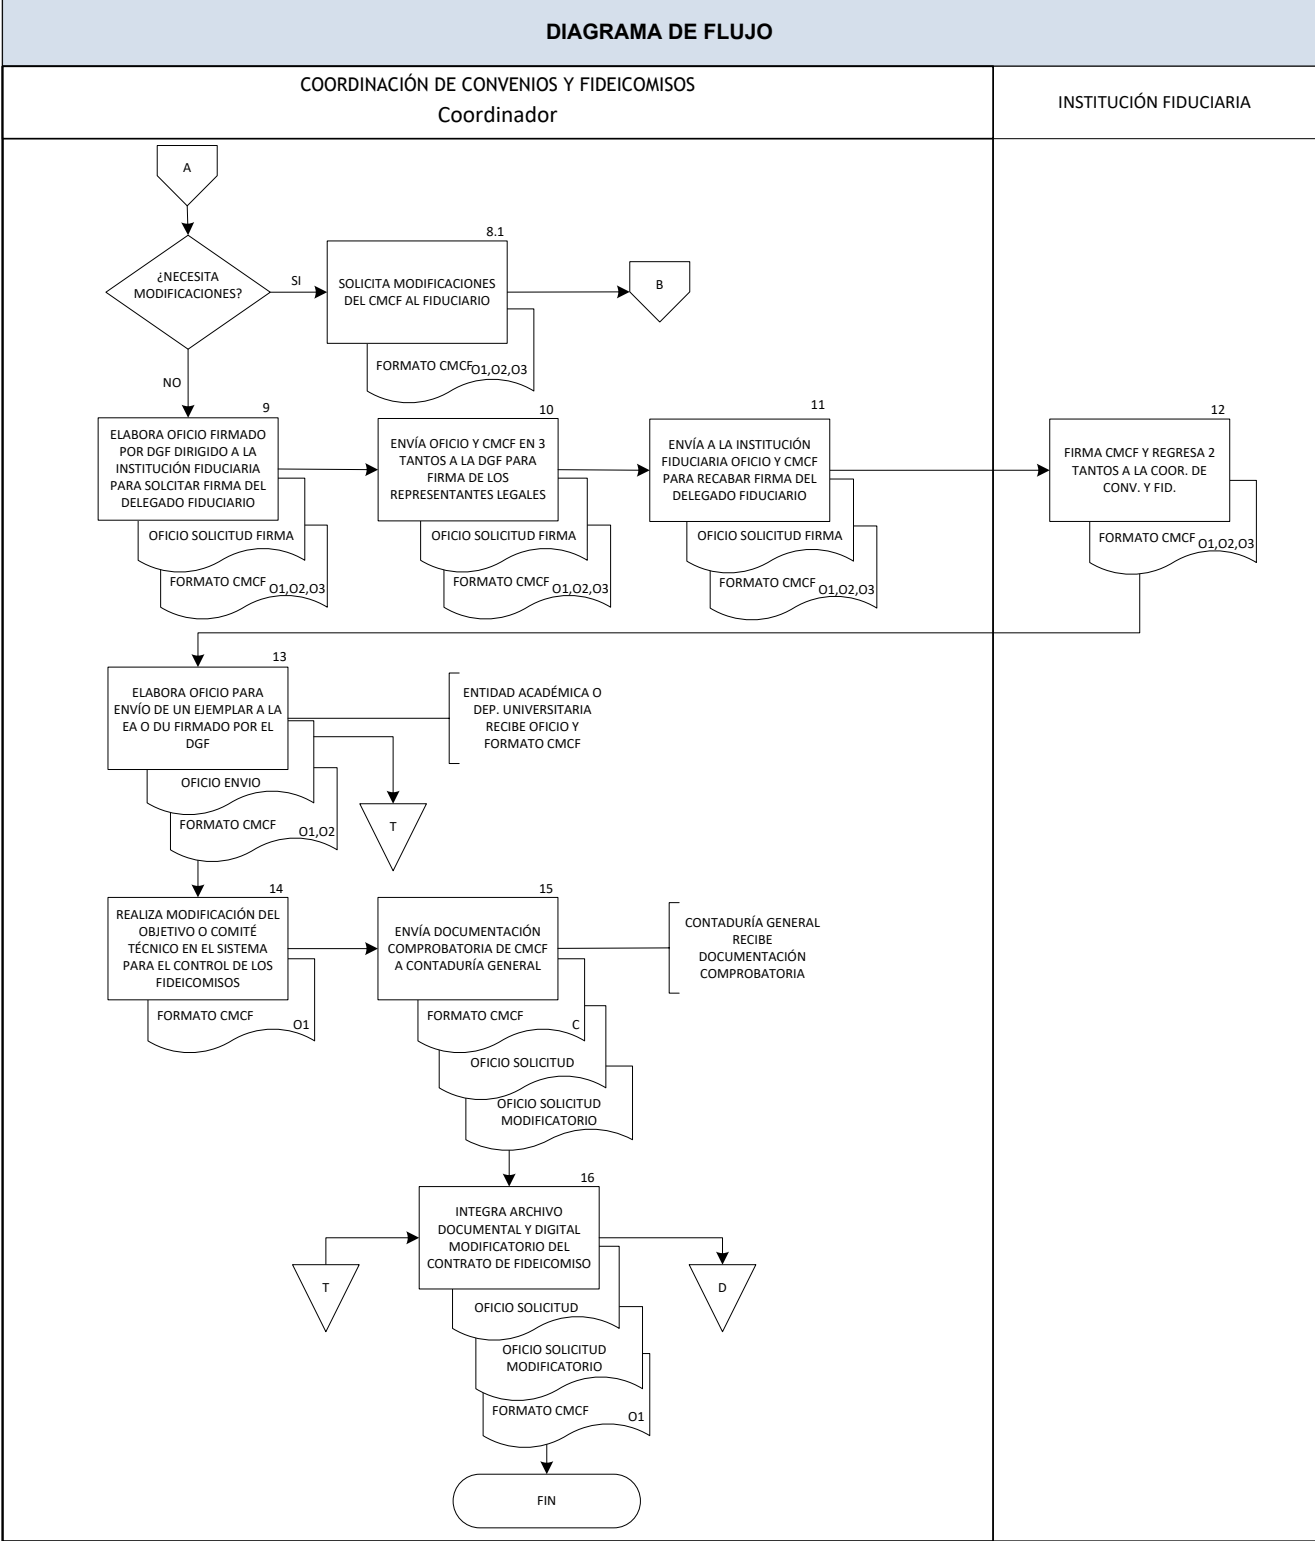 DIAGRAMA DE FLUJO
COORDINACIÓN DE CONVENIOS Y FIDEICOMISOS
Coordinador
INSTITUCIÓN FIDUCIARIA
A
¿NECESITA
MODIFICACIONES?
SI
8.1
SOLICITA MODIFICACIONES
DEL CMCF AL FIDUCIARIO
FORMATO CMCF
O1,O2,O3
B
NO
9
ELABORA OFICIO FIRMADO
POR DGF DIRIGIDO A LA
INSTITUCIÓN FIDUCIARIA
PARA SOLCITAR FIRMA DEL
DELEGADO FIDUCIARIO
OFICIO SOLICITUD FIRMA
FORMATO CMCF
O1,O2,O3
10
ENVÍA OFICIO Y CMCF EN 3
TANTOS A LA DGF PARA
FIRMA DE LOS
REPRESENTANTES LEGALES
OFICIO SOLICITUD FIRMA
FORMATO CMCF
O1,O2,O3
11
ENVÍA A LA INSTITUCIÓN
FIDUCIARIA OFICIO Y CMCF
PARA RECABAR FIRMA DEL
DELEGADO FIDUCIARIO
OFICIO SOLICITUD FIRMA
FORMATO CMCF
O1,O2,O3
12
FIRMA CMCF Y REGRESA 2
TANTOS A LA COOR. DE
CONV. Y FID.
FORMATO CMCF
O1,O2,O3
13
ELABORA OFICIO PARA
ENVÍO DE UN EJEMPLAR A LA
EA O DU FIRMADO POR EL
DGF
OFICIO ENVIO
FORMATO CMCF
O1,O2
ENTIDAD ACADÉMICA O
DEP. UNIVERSITARIA
RECIBE OFICIO Y
FORMATO CMCF
T
14
REALIZA MODIFICACIÓN DEL
OBJETIVO O COMITÉ
TÉCNICO EN EL SISTEMA
PARA EL CONTROL DE LOS
FIDEICOMISOS
FORMATO CMCF
O1
15
ENVÍA DOCUMENTACIÓN
COMPROBATORIA DE CMCF
A CONTADURÍA GENERAL
FORMATO CMCF
C
OFICIO SOLICITUD
OFICIO SOLICITUD
MODIFICATORIO
CONTADURÍA GENERAL
RECIBE
DOCUMENTACIÓN
COMPROBATORIA
16
INTEGRA ARCHIVO
DOCUMENTAL Y DIGITAL
MODIFICATORIO DEL
CONTRATO DE FIDEICOMISO
T
D
OFICIO SOLICITUD
OFICIO SOLICITUD
MODIFICATORIO
FORMATO CMCF
O1
FIN